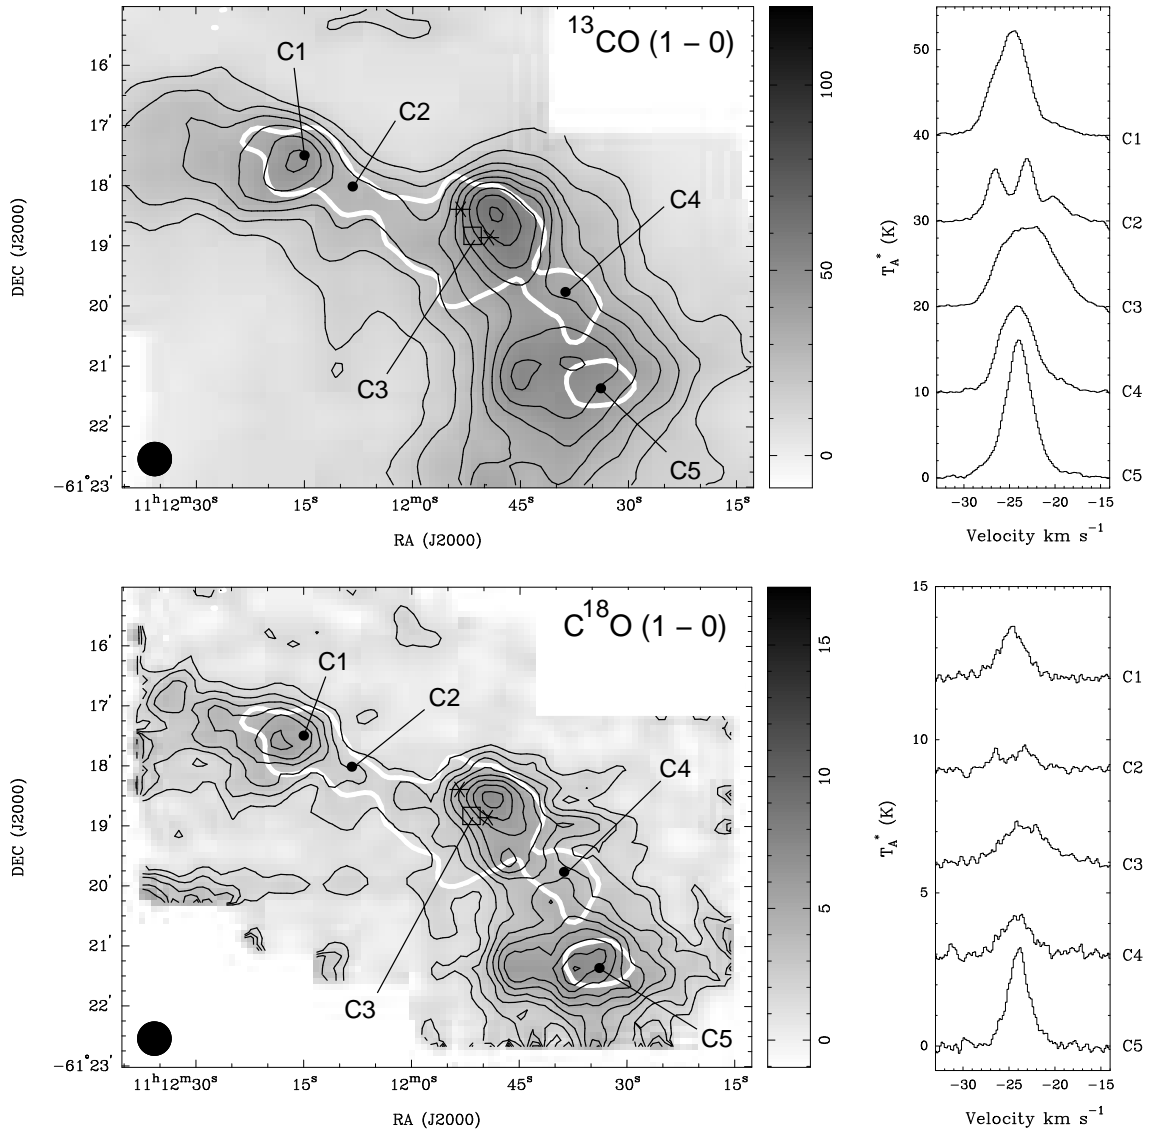 ¹³CO (1 – 0)
C1
C2
C3
C4
C5
16′
17′
18′
19′
20′
21′
22′
−61°23′
DEC (J2000)
11ʰ12ᵐ30ˢ
15ˢ
12ᵐ0ˢ
45ˢ
30ˢ
15ˢ
RA (J2000)
100
50
0
50
40
30
20
10
0
T_A* (K)
C1
C2
C3
C4
C5
−30
−25
−20
−15
Velocity km s⁻¹
C¹⁸O (1 – 0)
C1
C2
C3
C4
C5
16′
17′
18′
19′
20′
21′
22′
−61°23′
DEC (J2000)
11ʰ12ᵐ30ˢ
15ˢ
12ᵐ0ˢ
45ˢ
30ˢ
15ˢ
RA (J2000)
15
10
5
0
15
10
5
0
T_A* (K)
C1
C2
C3
C4
C5
−30
−25
−20
−15
Velocity km s⁻¹